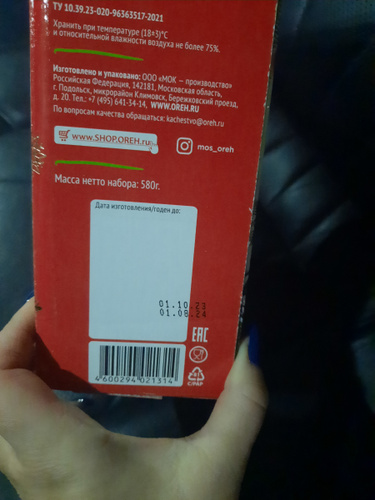 ТУ 10.39.23-020-96363517-2021
Хранить при температуре (18±3)°С
и относительной влажности воздуха не более 75%.
Изготовлено и упаковано: ООО «МОК — производство»
Российская Федерация, 142181, Московская область,
г. Подольск, микрорайон Климовск, Бережковский проезд,
д. 20. Тел.: +7 (495) 641-34-14, WWW.OREH.RU
По вопросам качества обращаться: kachestvo@oreh.ru
www.SHOP.OREH.ru
mos_oreh
Масса нетто набора: 580г.
Дата изготовления/годен до:
01.10.23
01.08.24
EAC
4600294021314
C/PAP